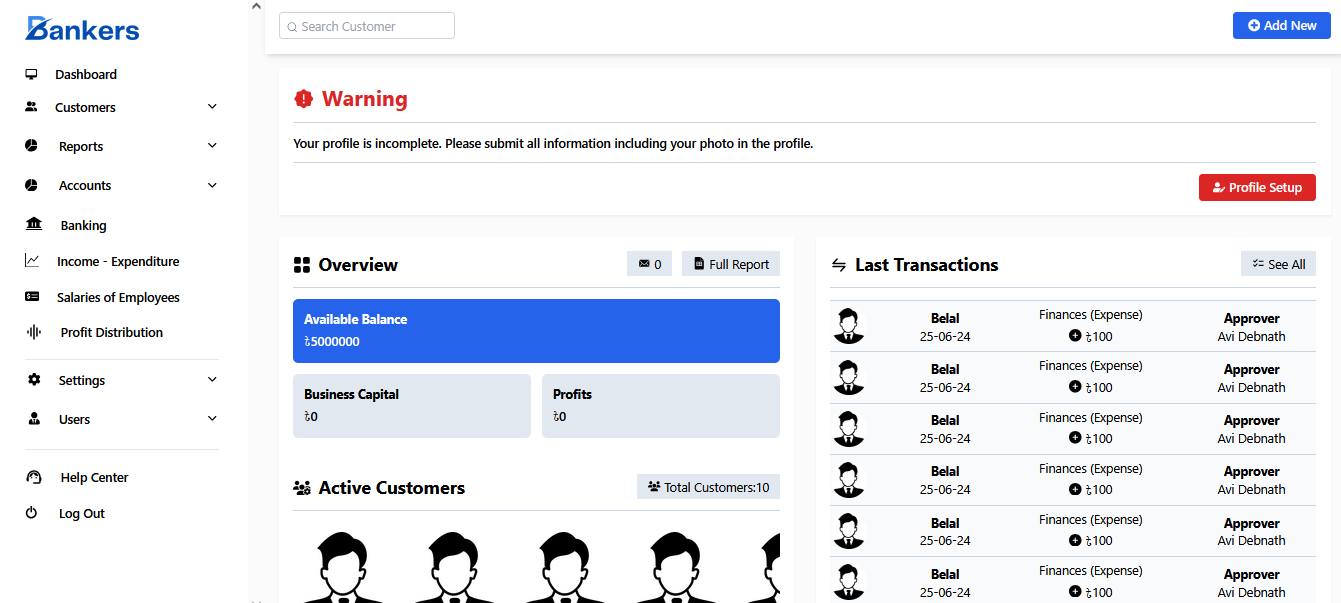 Bankers
Dashboard
Customers
Reports
Accounts
Banking
Income - Expenditure
Salaries of Employees
Profit Distribution
Settings
Users
Help Center
Log Out
Search Customer
Add New
Warning
Your profile is incomplete. Please submit all information including your photo in the profile.
Profile Setup
Overview
0
Full Report
Available Balance
৳5000000
Business Capital
৳0
Profits
৳0
Active Customers
Total Customers:10
Last Transactions
See All
Belal
25-06-24
Finances (Expense)
৳100
Approver
Avi Debnath
Belal
25-06-24
Finances (Expense)
৳100
Approver
Avi Debnath
Belal
25-06-24
Finances (Expense)
৳100
Approver
Avi Debnath
Belal
25-06-24
Finances (Expense)
৳100
Approver
Avi Debnath
Belal
25-06-24
Finances (Expense)
৳100
Approver
Avi Debnath
Belal
25-06-24
Finances (Expense)
৳100
Approver
Avi Debnath